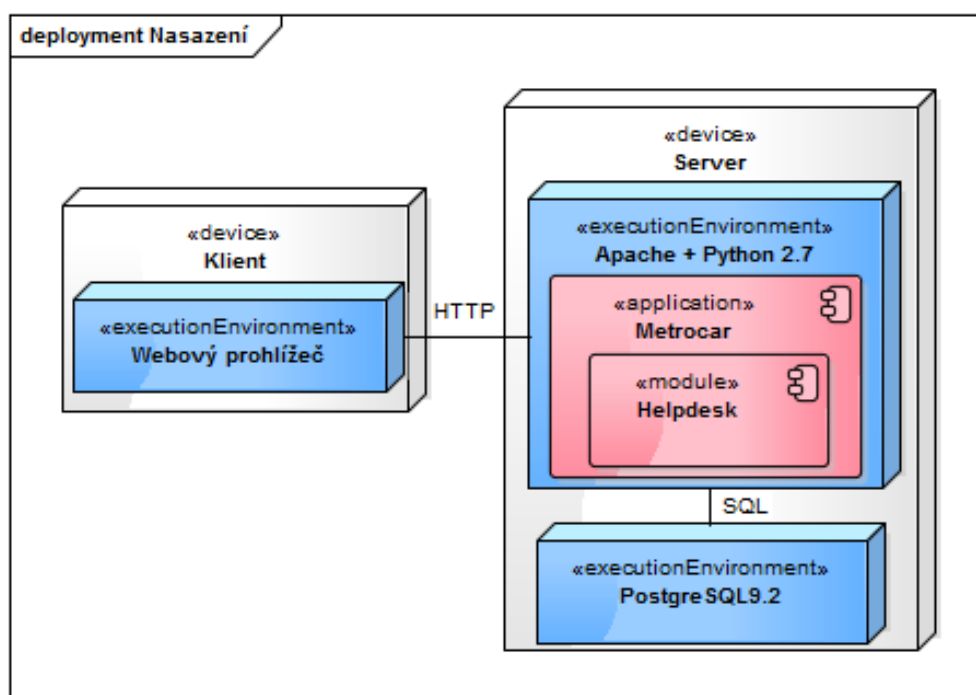 deployment Nasazení
«device»
Klient
«executionEnvironment»
Webový prohlížeč
HTTP
«device»
Server
«executionEnvironment»
Apache + Python 2.7
«application»
Metrocar
«module»
Helpdesk
SQL
«executionEnvironment»
PostgreSQL9.2